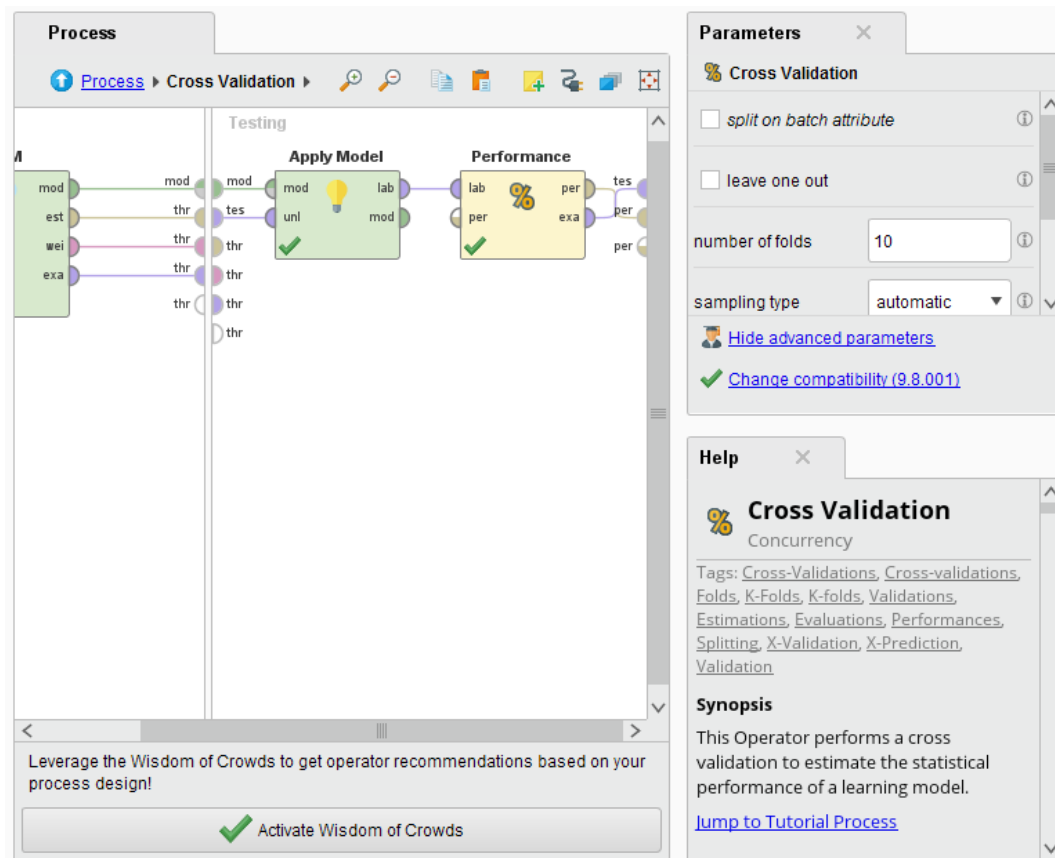 Process
Process Cross Validation
Testing
Apply Model
Performance
mod
est
wei
exa
mod
thr
thr
thr
thr
mod
tes
thr
thr
thr
thr
mod
unl
lab
mod
lab
per
per
exa
tes
per
per
Leverage the Wisdom of Crowds to get operator recommendations based on your
process design!
Activate Wisdom of Crowds
Parameters
Cross Validation
split on batch attribute
leave one out
number of folds 10
sampling type automatic
Hide advanced parameters
Change compatibility (9.8.001)
Help
Cross Validation
Concurrency
Tags: Cross-Validations, Cross-validations,
Folds, K-Folds, K-folds, Validations,
Estimations, Evaluations, Performances,
Splitting, X-Validation, X-Prediction,
Validation
Synopsis
This Operator performs a cross
validation to estimate the statistical
performance of a learning model.
Jump to Tutorial Process